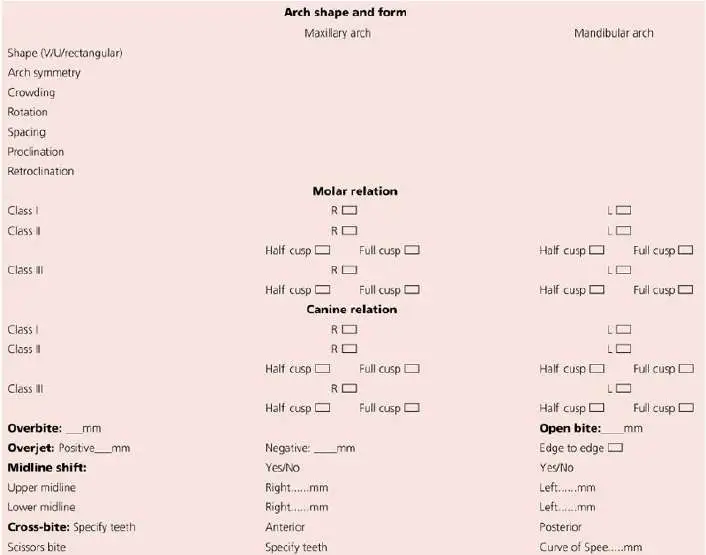 Arch shape and form
Maxillary arch Mandibular arch
Shape (V/U/rectangular)
Arch symmetry
Crowding
Rotation
Spacing
Proclination
Retroclination
Molar relation
Class I R L
Class II R L
Half cusp Full cusp Half cusp Full cusp
Class III R L
Half cusp Full cusp Half cusp Full cusp
Canine relation
Class I R L
Class II R L
Half cusp Full cusp Half cusp Full cusp
Class III R L
Half cusp Full cusp Half cusp Full cusp
Overbite: ___mm Open bite:____mm
Overjet: Positive___mm Negative: ____mm Edge to edge
Midline shift: Yes/No Yes/No
Upper midline Right......mm Left......mm
Lower midline Right......mm Left......mm
Cross-bite: Specify teeth Anterior Posterior
Scissors bite Specify teeth Curve of Spee.....mm